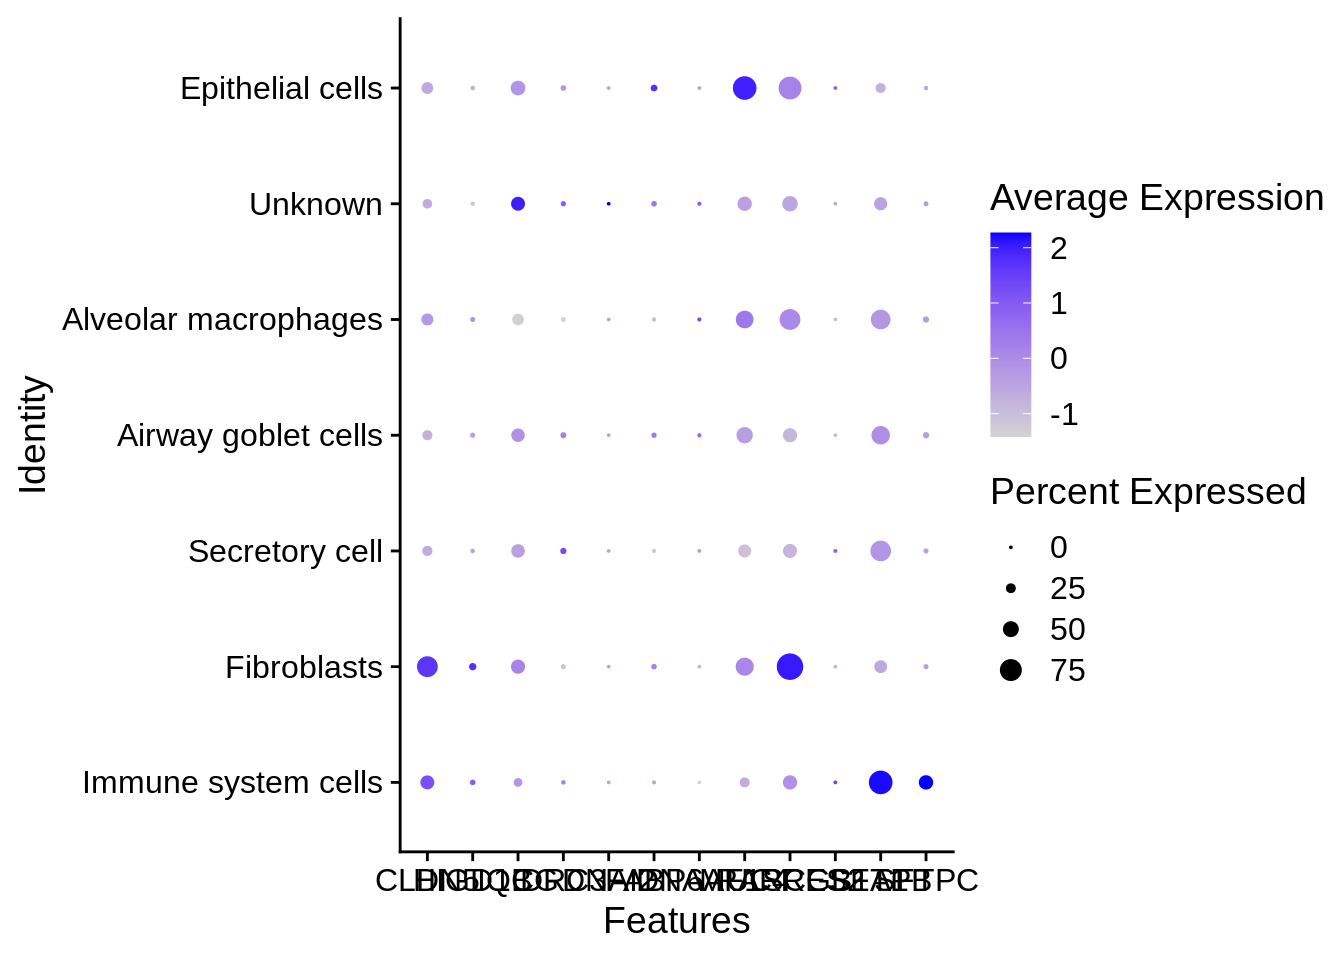 Epithelial cells
Unknown
Alveolar macrophages
Airway goblet cells
Secretory cell
Fibroblasts
Immune system cells
Identity
Features
Average Expression
2
1
0
-1
Percent Expressed
0
25
50
75